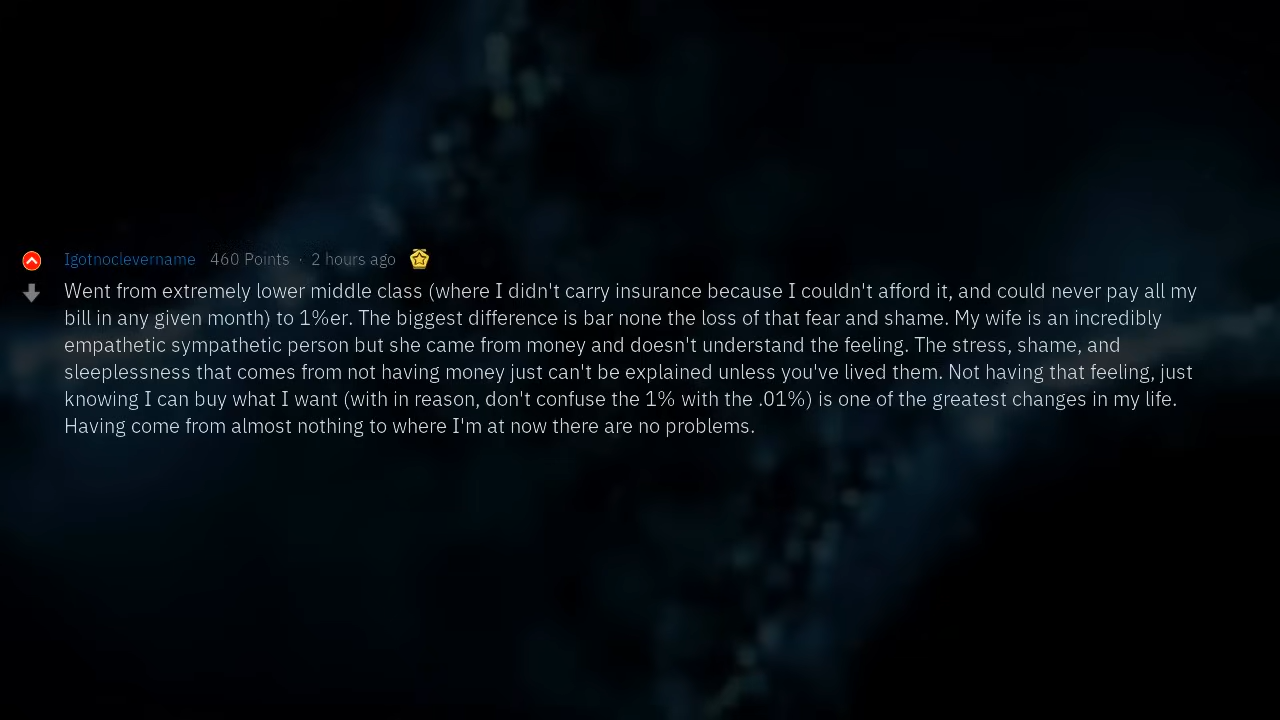 Igotnoclevername 460 Points · 2 hours ago
Went from extremely lower middle class (where I didn't carry insurance because I couldn't afford it, and could never pay all my
bill in any given month) to 1%er. The biggest difference is bar none the loss of that fear and shame. My wife is an incredibly
empathetic sympathetic person but she came from money and doesn't understand the feeling. The stress, shame, and
sleeplessness that comes from not having money just can't be explained unless you've lived them. Not having that feeling, just
knowing I can buy what I want (with in reason, don't confuse the 1% with the .01%) is one of the greatest changes in my life.
Having come from almost nothing to where I'm at now there are no problems.